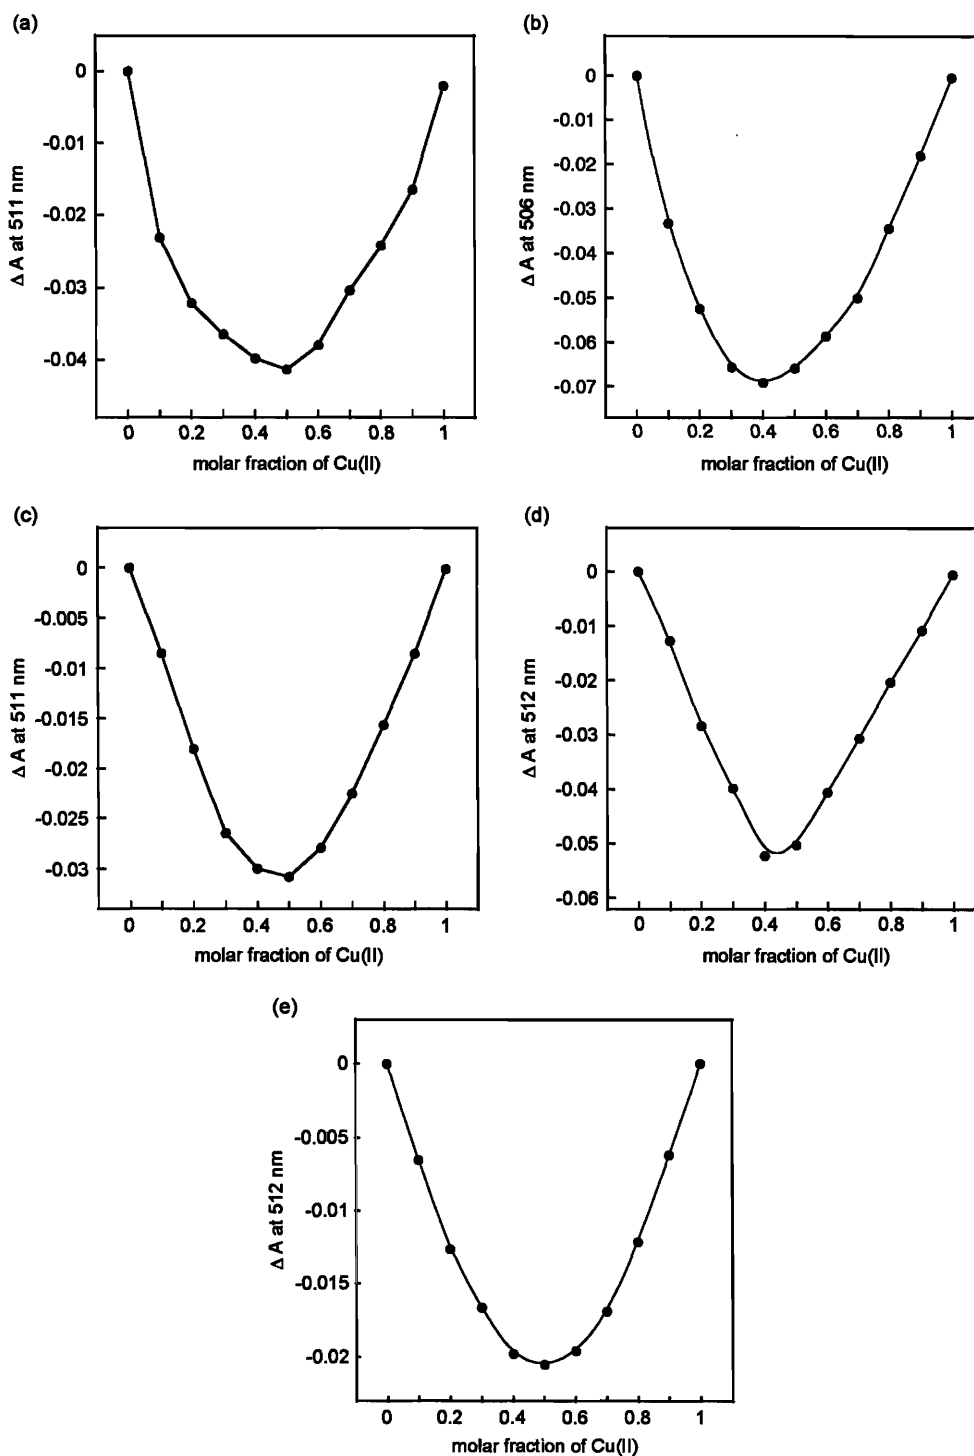 (a)
0
-0.01
-0.02
-0.03
-0.04
Δ A at 511 nm
0 0.2 0.4 0.6 0.8 1
molar fraction of Cu(II)
(b)
0
-0.01
-0.02
-0.03
-0.04
-0.05
-0.06
-0.07
Δ A at 506 nm
0 0.2 0.4 0.6 0.8 1
molar fraction of Cu(II)
(c)
0
-0.005
-0.01
-0.015
-0.02
-0.025
-0.03
Δ A at 511 nm
0 0.2 0.4 0.6 0.8 1
molar fraction of Cu(II)
(d)
0
-0.01
-0.02
-0.03
-0.04
-0.05
-0.06
Δ A at 512 nm
0 0.2 0.4 0.6 0.8 1
molar fraction of Cu(II)
(e)
0
-0.005
-0.01
-0.015
-0.02
Δ A at 512 nm
0 0.2 0.4 0.6 0.8 1
molar fraction of Cu(II)